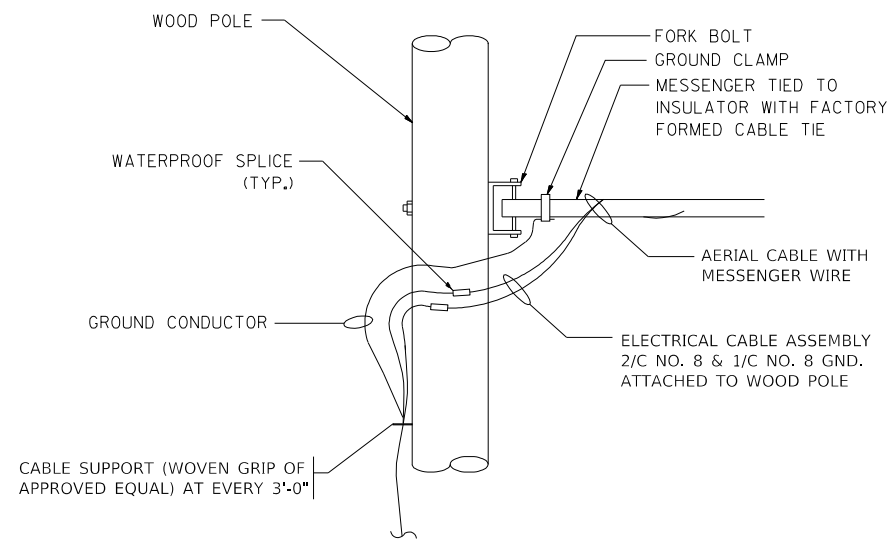 WOOD POLE
FORK BOLT
GROUND CLAMP
MESSENGER TIED TO
INSULATOR WITH FACTORY
FORMED CABLE TIE
WATERPROOF SPLICE
(TYP.)
AERIAL CABLE WITH
MESSENGER WIRE
GROUND CONDUCTOR
ELECTRICAL CABLE ASSEMBLY
2/C NO. 8 & 1/C NO. 8 GND.
ATTACHED TO WOOD POLE
CABLE SUPPORT (WOVEN GRIP OF
APPROVED EQUAL) AT EVERY 3'-0"